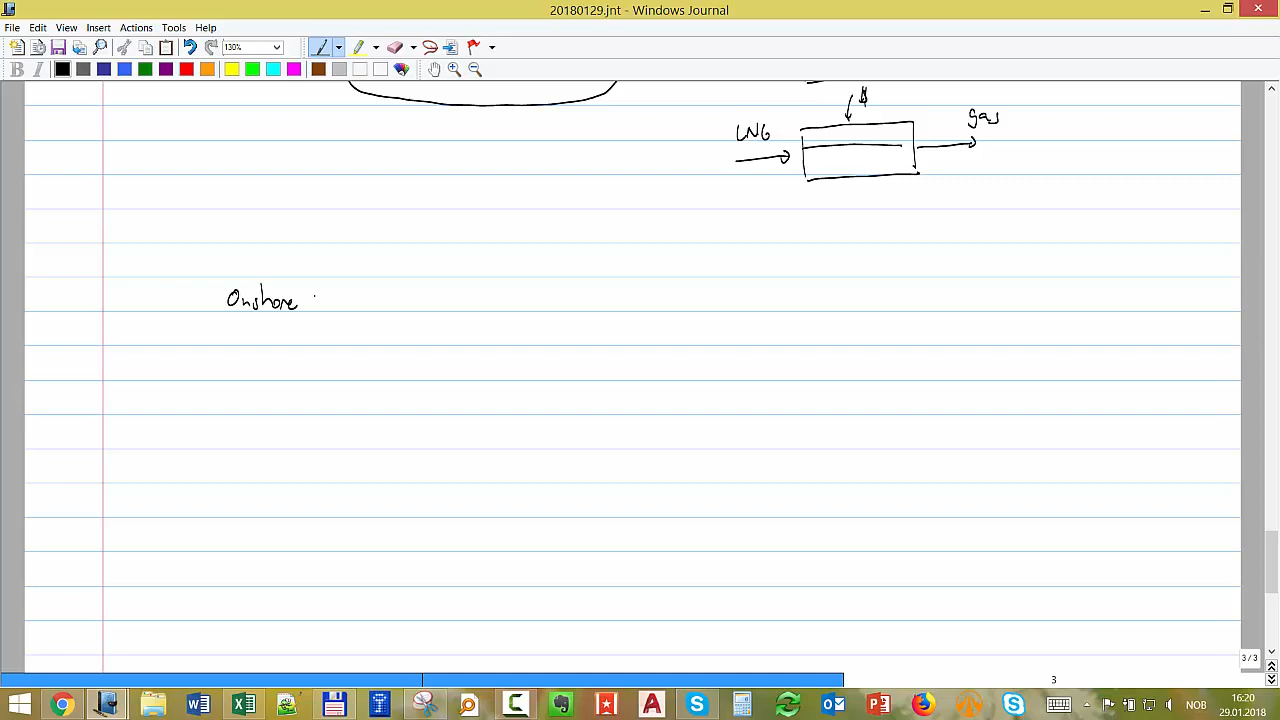 20180129.jnt - Windows Journal
File Edit View Insert Actions Tools Help
130%
B I
gas
LNG
Onshore
3 / 3
3
NOB
16:20
29.01.2018